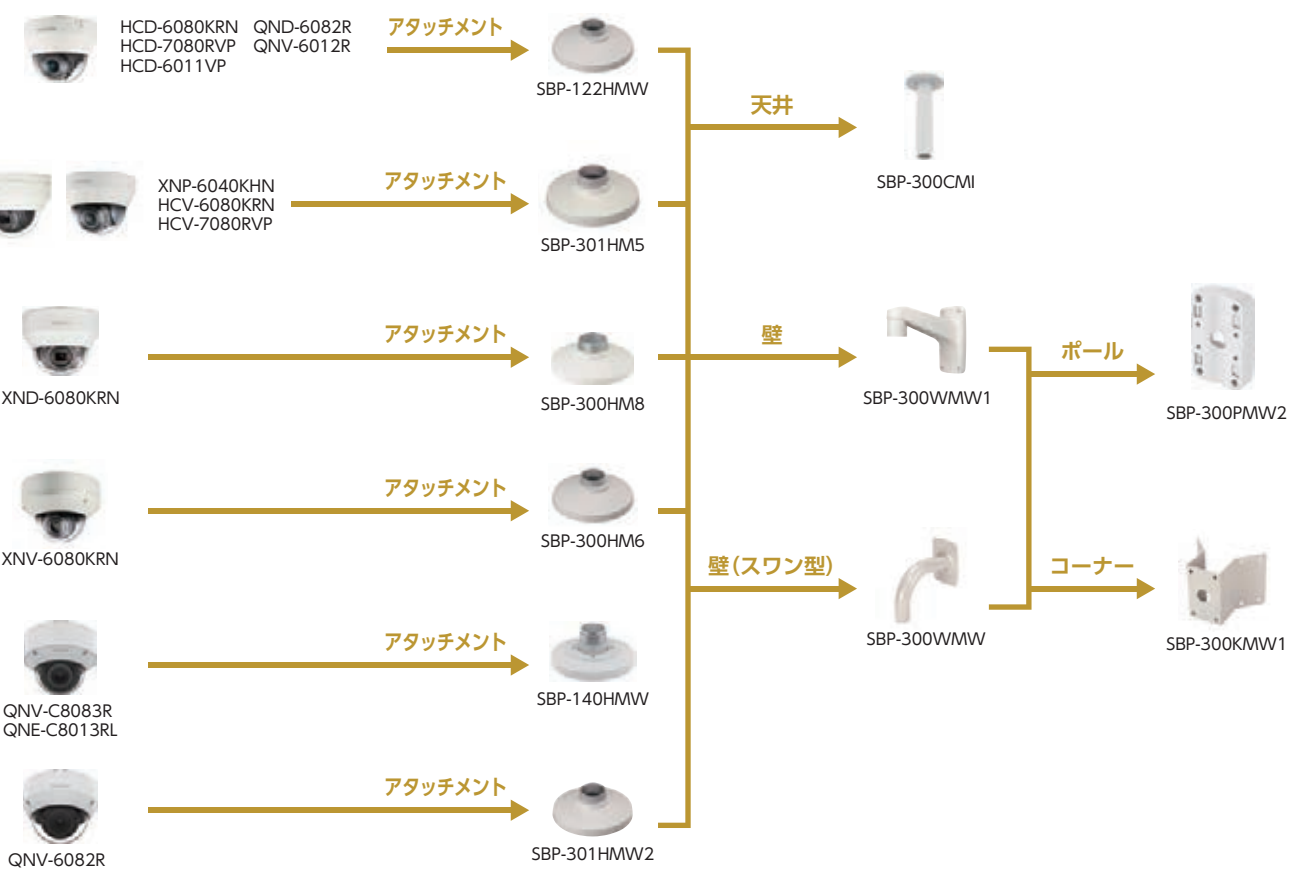 HCD-6080KRN QND-6082R
HCD-7080RVP QNV-6012R
HCD-6011VP
アタッチメント
SBP-122HMW
天井
SBP-300CMI
XNP-6040KHN
HCV-6080KRN
HCV-7080RVP
アタッチメント
SBP-301HM5
XND-6080KRN
アタッチメント
SBP-300HM8
壁
SBP-300WMW1
ポール
SBP-300PMW2
XNV-6080KRN
アタッチメント
SBP-300HM6
壁(スワン型)
SBP-300WMW
コーナー
SBP-300KMW1
QNV-C8083R
QNE-C8013RL
アタッチメント
SBP-140HMW
QNV-6082R
アタッチメント
SBP-301HMW2